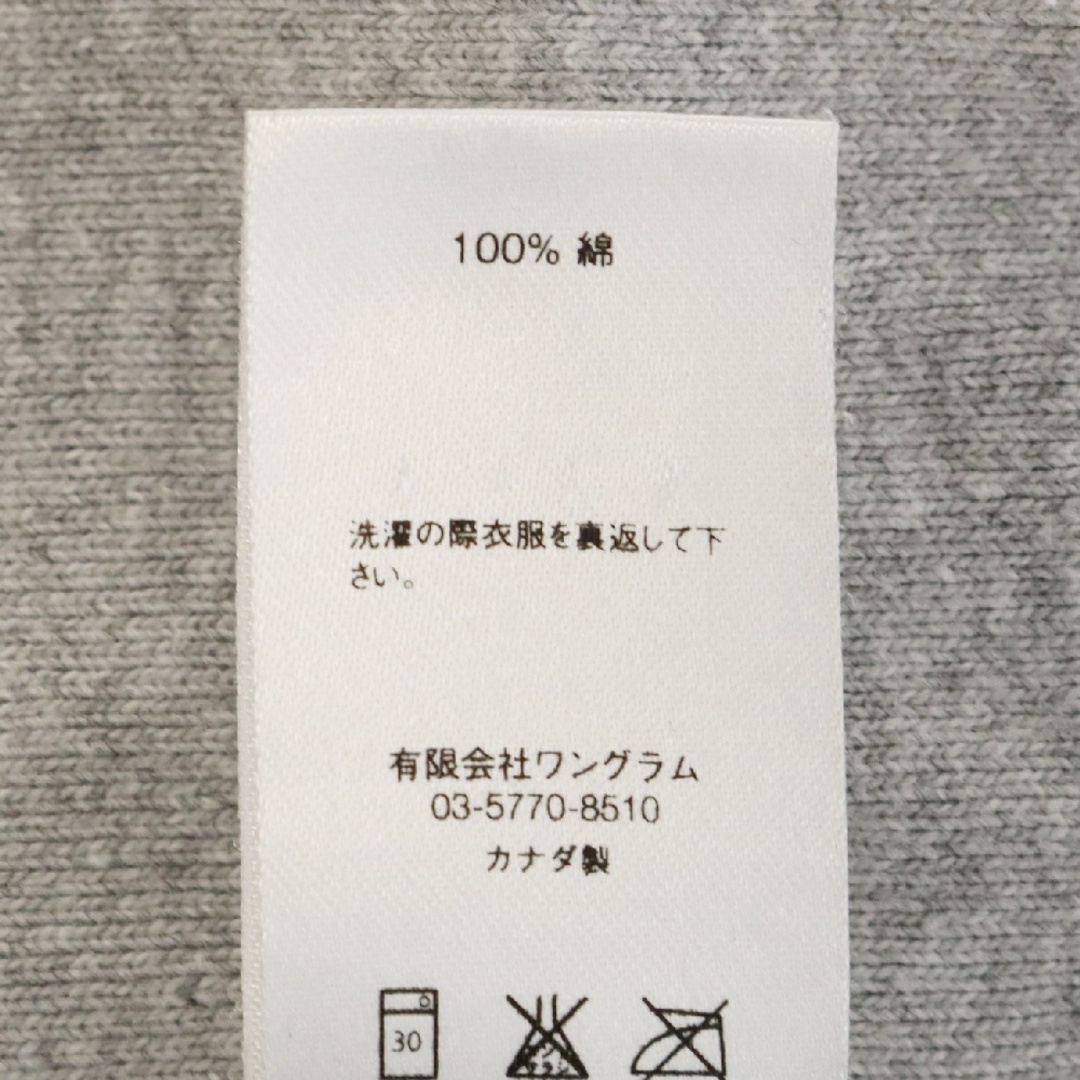 100% 綿
洗濯の際衣服を裏返して下
さい。
有限会社ワングラム
03-5770-8510
カナダ製
30